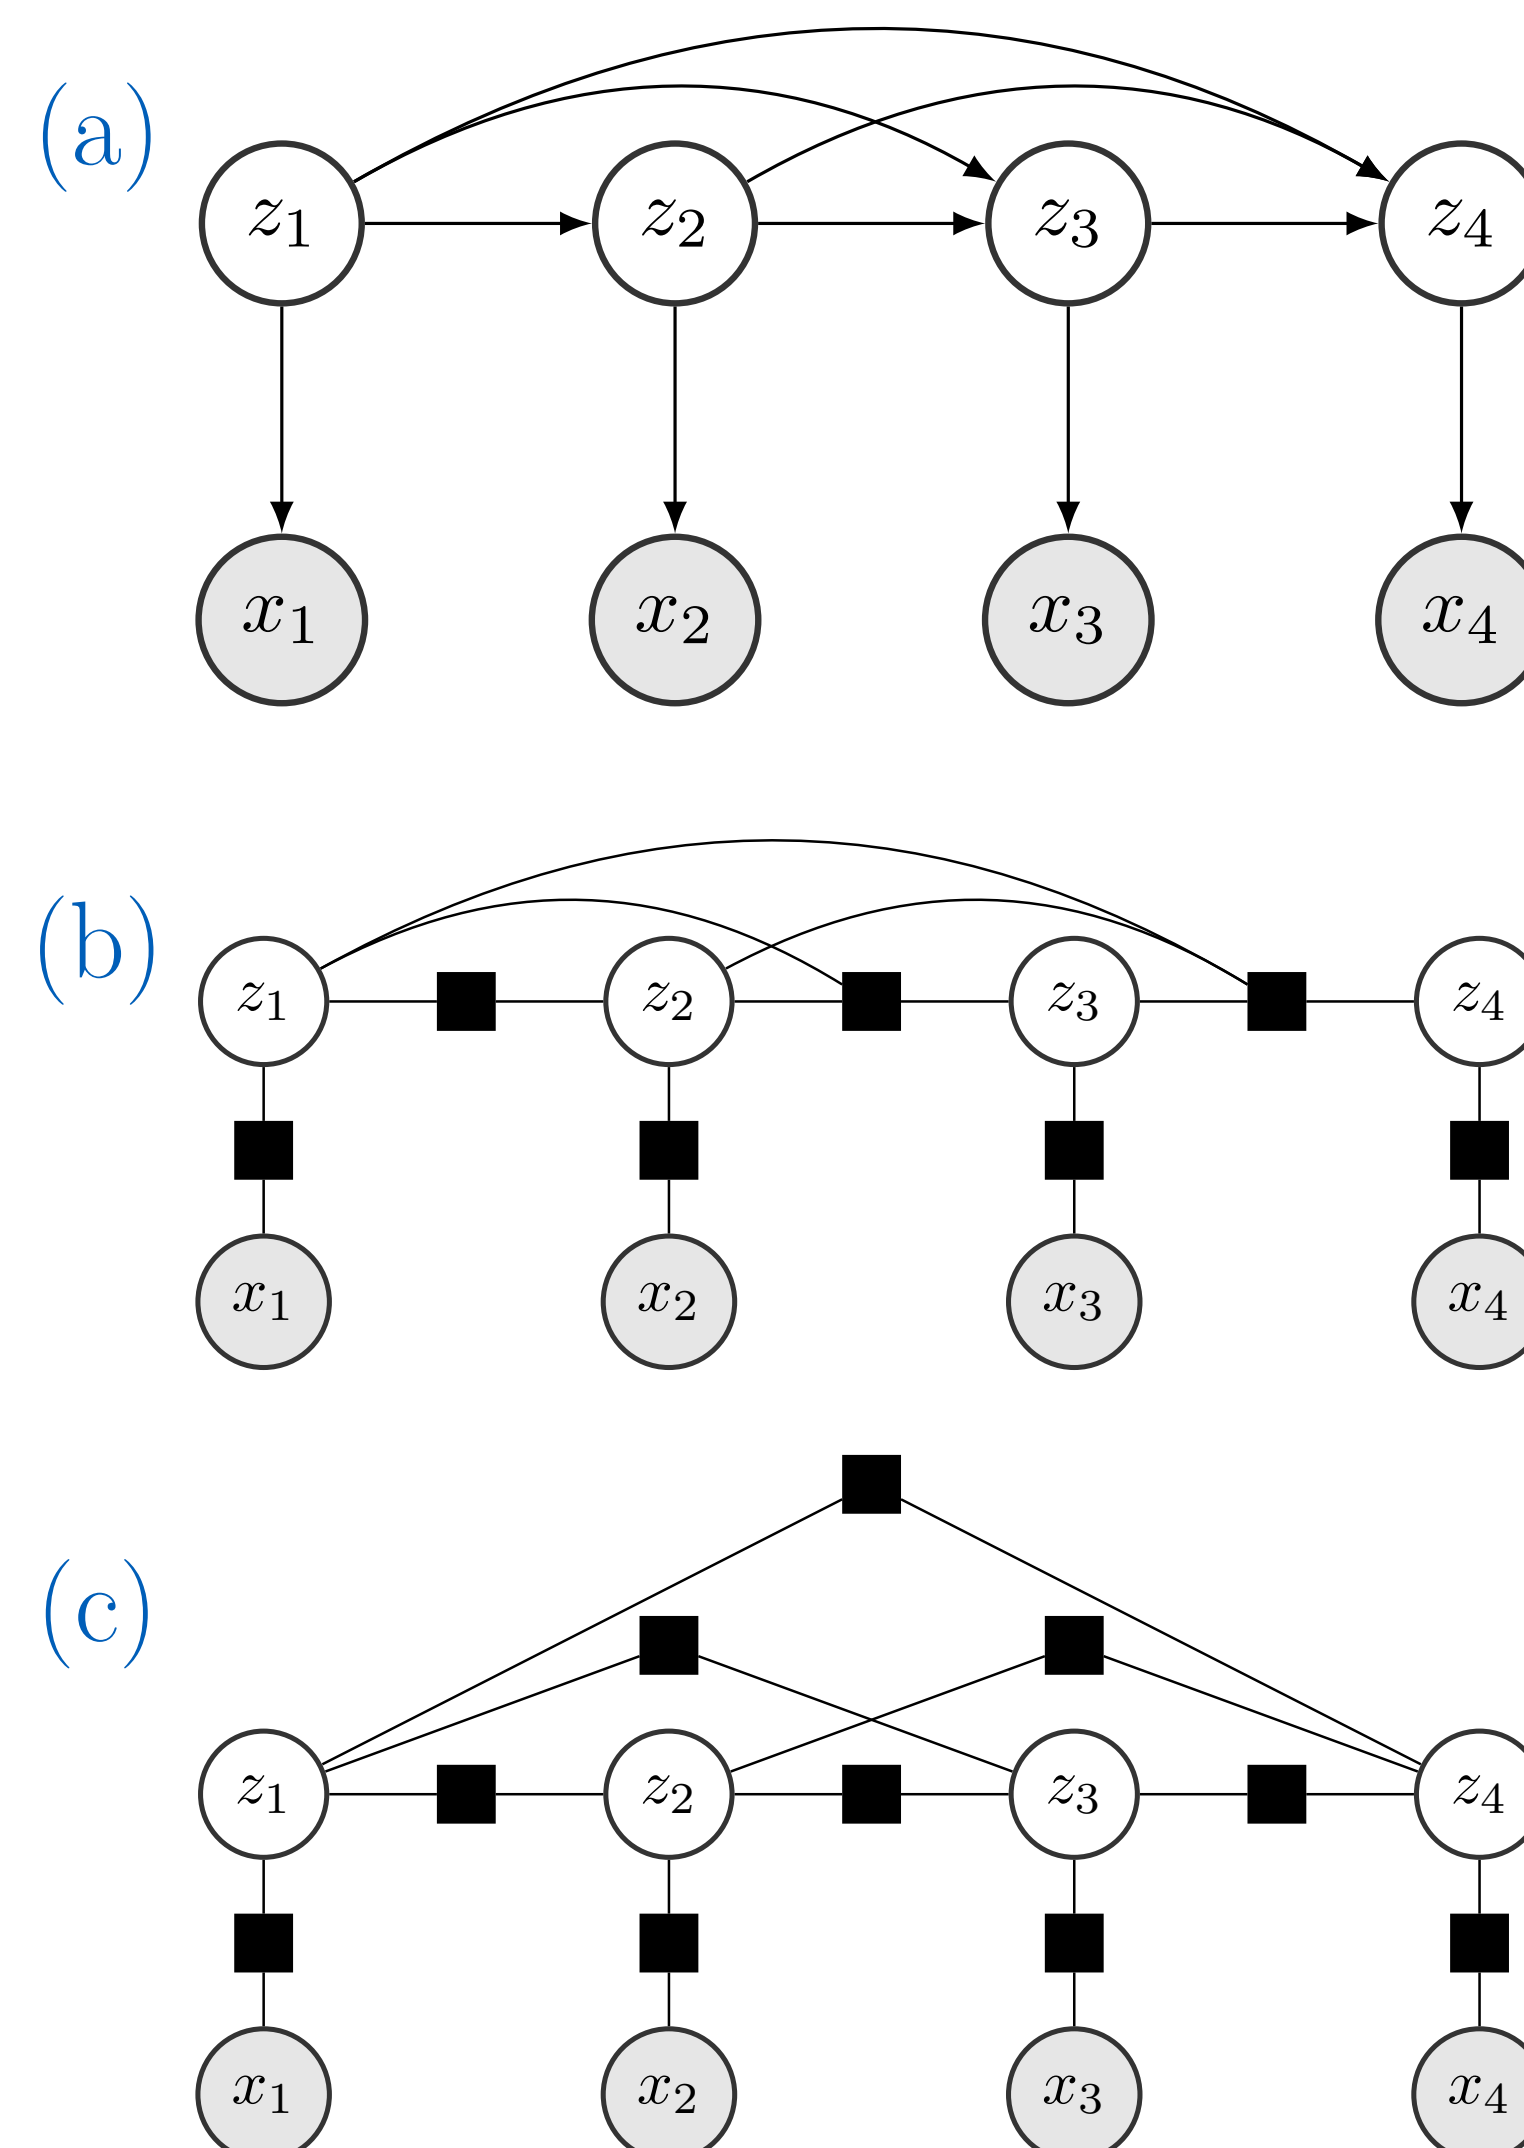 (a)
z₁ z₂ z₃ z₄
x₁ x₂ x₃ x₄
(b)
z₁ z₂ z₃ z₄
x₁ x₂ x₃ x₄
(c)
z₁ z₂ z₃ z₄
x₁ x₂ x₃ x₄